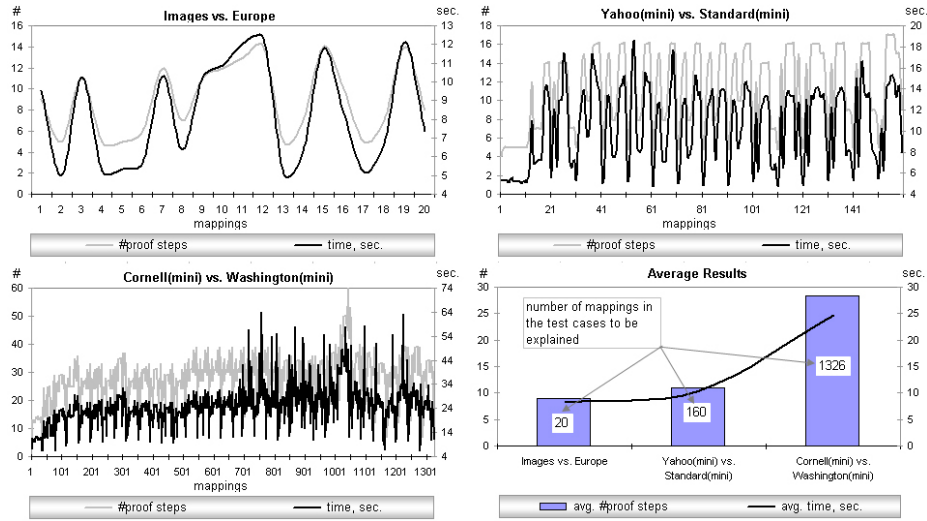 Images vs. Europe
# sec.
16 13
14 12
12 11
10 10
8 9
6 8
4 7
2 6
0 5
4
1 2 3 4 5 6 7 8 9 10 11 12 13 14 15 16 17 18 19 20
mappings
#proof steps time, sec.
Yahoo(mini) vs. Standard(mini)
# sec.
18 20
16 18
14 16
12 14
10 12
8 10
6 8
4 6
2 4
0
1 21 41 61 81 101 121 141
mappings
#proof steps time, sec.
Cornell(mini) vs. Washington(mini)
# sec.
60 74
50 64
40 54
30 44
20 34
10 24
0 14
4
1 101 201 301 401 501 601 701 801 901 1001 1101 1201 1301
mappings
#proof steps time, sec.
Average Results
# sec.
30 30
25 25
20 20
15 15
10 10
5 5
0 0
number of mappings in
the test cases to be
explained
20 160 1326
Images vs. Europe Yahoo(mini) vs. Cornell(mini) vs.
Standard(mini) Washington(mini)
avg. #proof steps avg. time, sec.